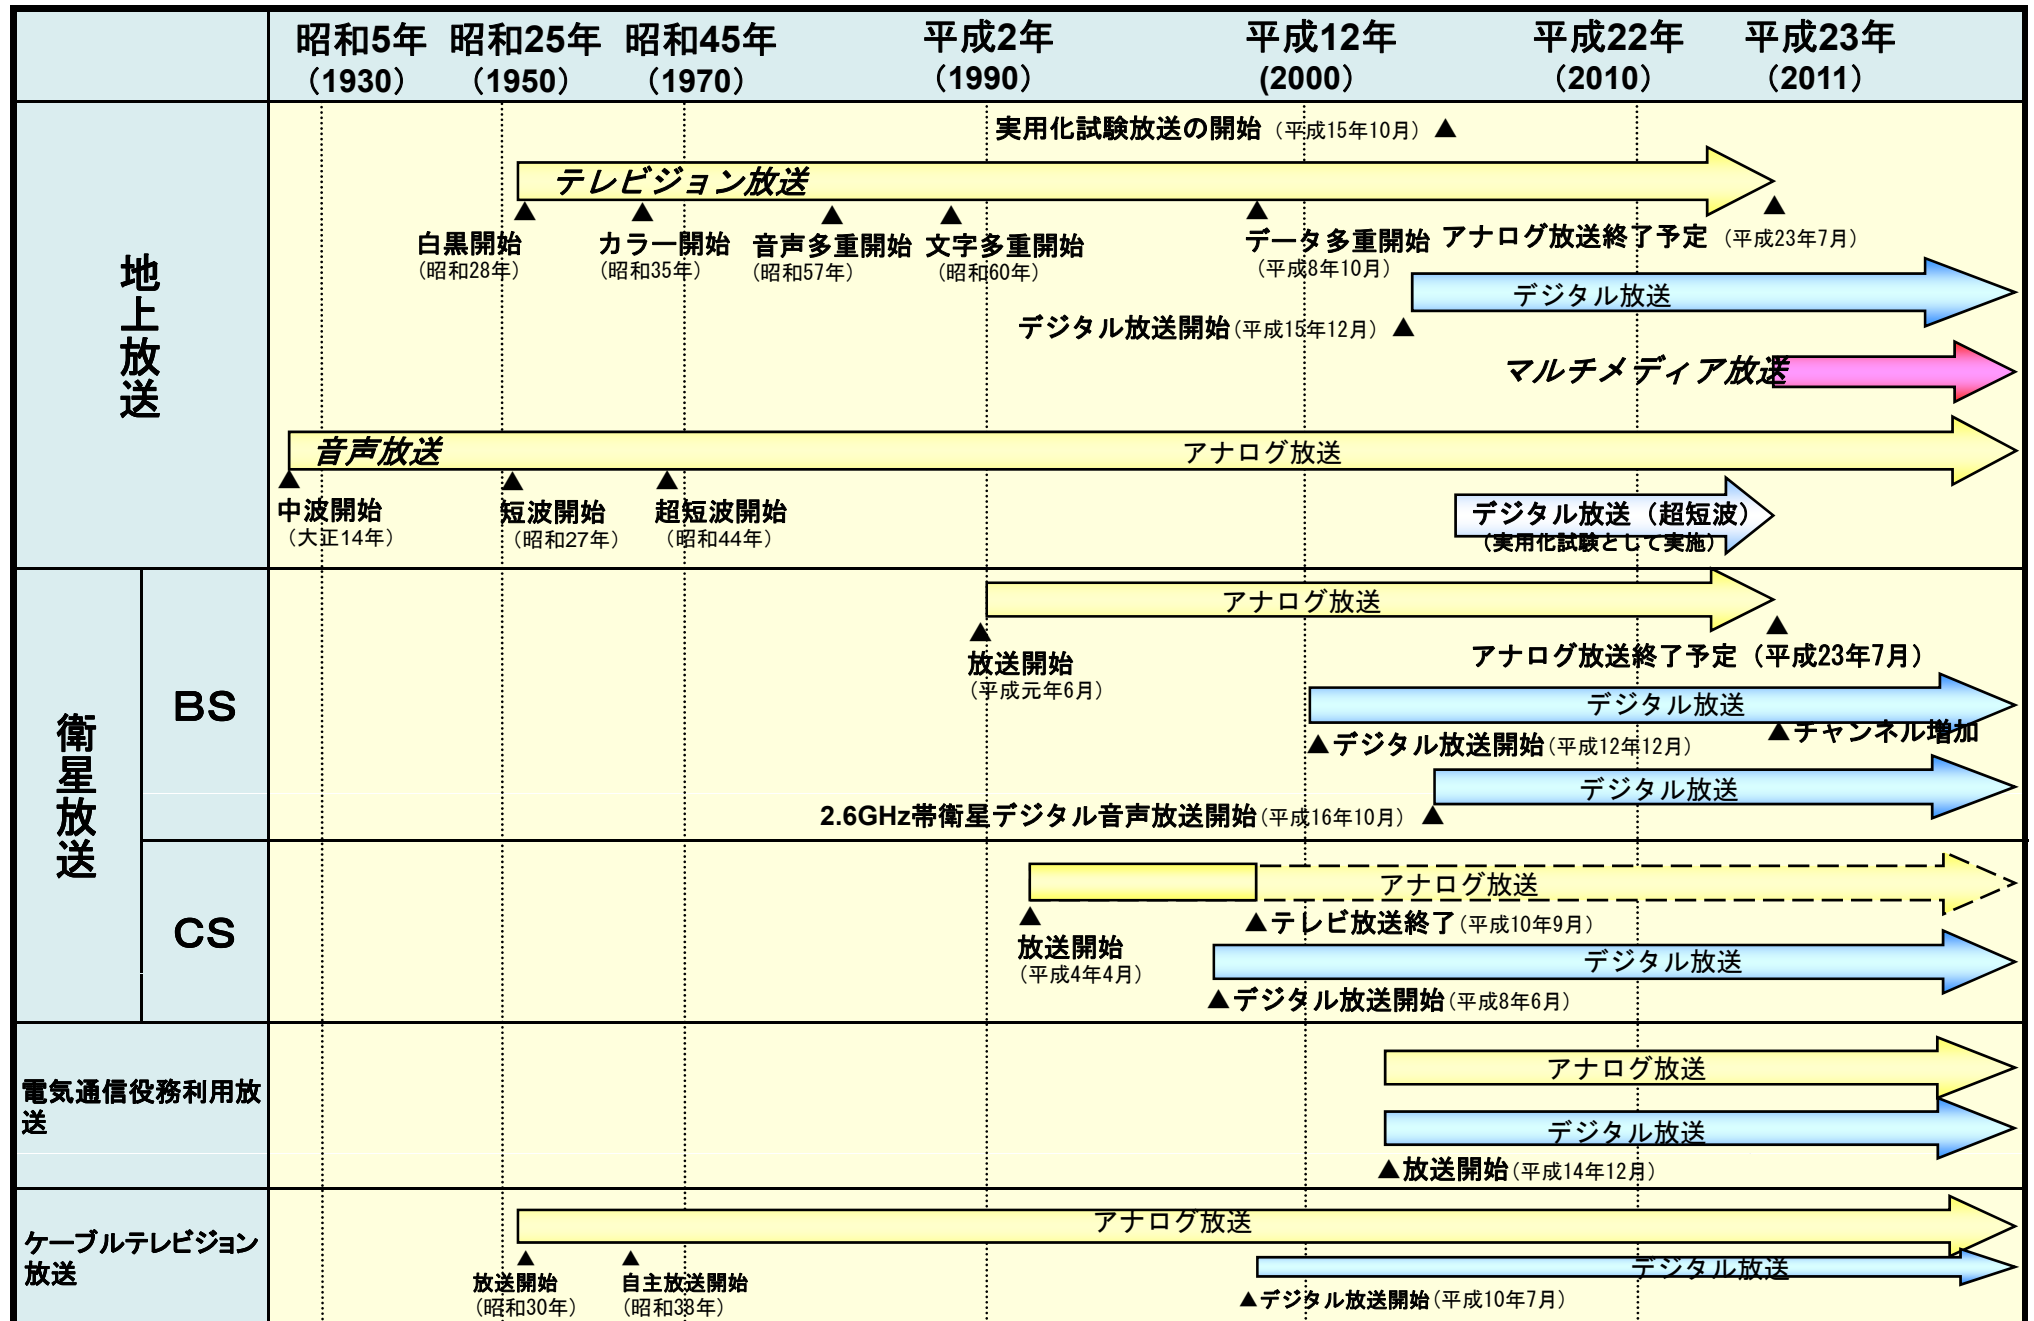 昭和5年 昭和25年 昭和45年 平成2年 平成12年 平成22年 平成23年
（1930） （1950） （1970） （1990） (2000） （2010） （2011）
地上放送
実用化試験放送の開始（平成15年10月）▲
テレビジョン放送
▲ ▲ ▲ ▲ ▲ ▲
白黒開始 カラー開始 音声多重開始 文字多重開始 データ多重開始 アナログ放送終了予定（平成23年7月）
（昭和28年） （昭和35年） （昭和57年） （昭和60年） （平成8年10月）
デジタル放送
デジタル放送開始（平成15年12月）▲
マルチメディア放送
音声放送 アナログ放送
▲ ▲ ▲
中波開始 短波開始 超短波開始
（大正14年） （昭和27年） （昭和44年）
デジタル放送（超短波）
（実用化試験として実施）
衛星放送
BS
アナログ放送
▲ ▲
放送開始 アナログ放送終了予定（平成23年7月）
（平成元年6月）
デジタル放送
▲デジタル放送開始（平成12年12月） ▲チャンネル増加
デジタル放送
2.6GHz帯衛星デジタル音声放送開始（平成16年10月）▲
CS
アナログ放送
▲ ▲テレビ放送終了（平成10年9月）
放送開始
（平成4年4月）
デジタル放送
▲デジタル放送開始（平成8年6月）
電気通信役務利用放
送
アナログ放送
デジタル放送
▲放送開始（平成14年12月）
ケーブルテレビジョン
放送
アナログ放送
▲ ▲
放送開始 自主放送開始
（昭和30年） （昭和38年）
デジタル放送
▲デジタル放送開始（平成10年7月）